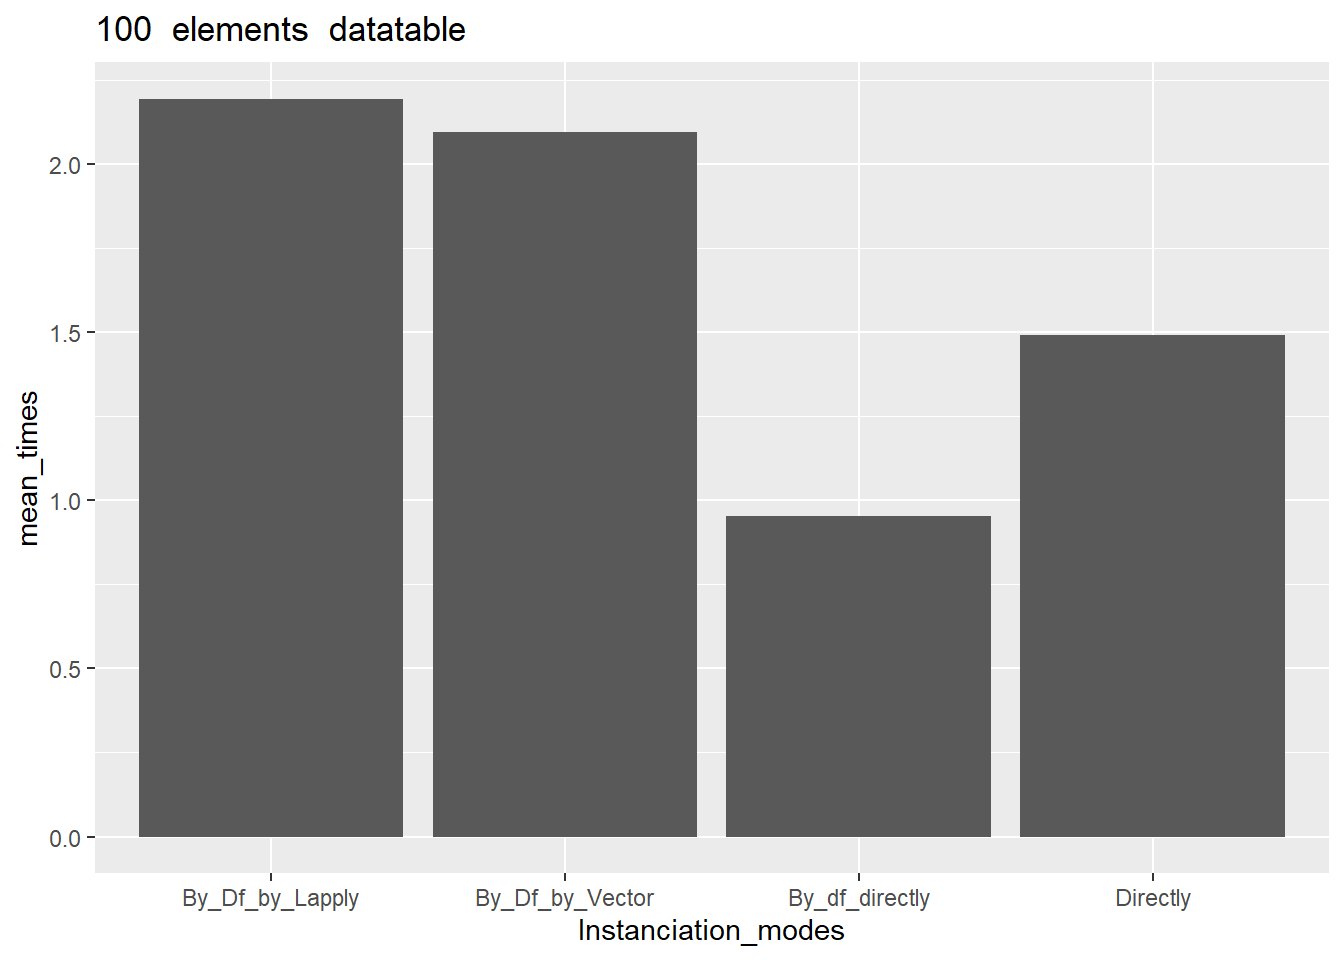 100 elements datatable
mean_times
2.0
1.5
1.0
0.5
0.0
By_Df_by_Lapply By_Df_by_Vector By_df_directly Directly
Instanciation_modes